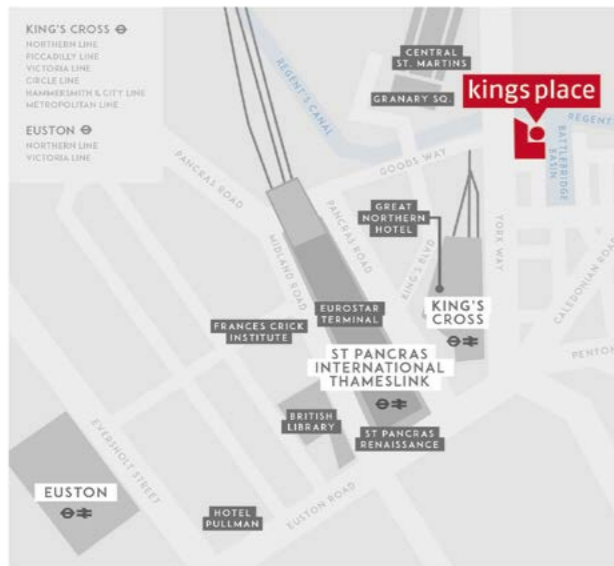 KING'S CROSS
NORTHERN LINE
PICCADILLY LINE
VICTORIA LINE
CIRCLE LINE
HAMMERSMITH & CITY LINE
METROPOLITAN LINE
EUSTON
NORTHERN LINE
VICTORIA LINE
CENTRAL
ST. MARTINS
GRANARY SQ.
kings place
REGENT'S CANAL
REGENT'
BATTLEBRIDGE
BASIN
GOODS WAY
PANCRAS ROAD
PANCRAS ROAD
MIDLAND ROAD
GREAT
NORTHERN
HOTEL
KING'S BLVD
YORK WAY
CALEDONIAN ROAD
EUROSTAR
TERMINAL
KING'S
CROSS
FRANCES CRICK
INSTITUTE
ST PANCRAS
INTERNATIONAL
THAMESLINK
PENTON
BRITISH
LIBRARY
ST PANCRAS
RENAISSANCE
EVERSHOLT STREET
EUSTON
HOTEL
PULLMAN
EUSTON ROAD